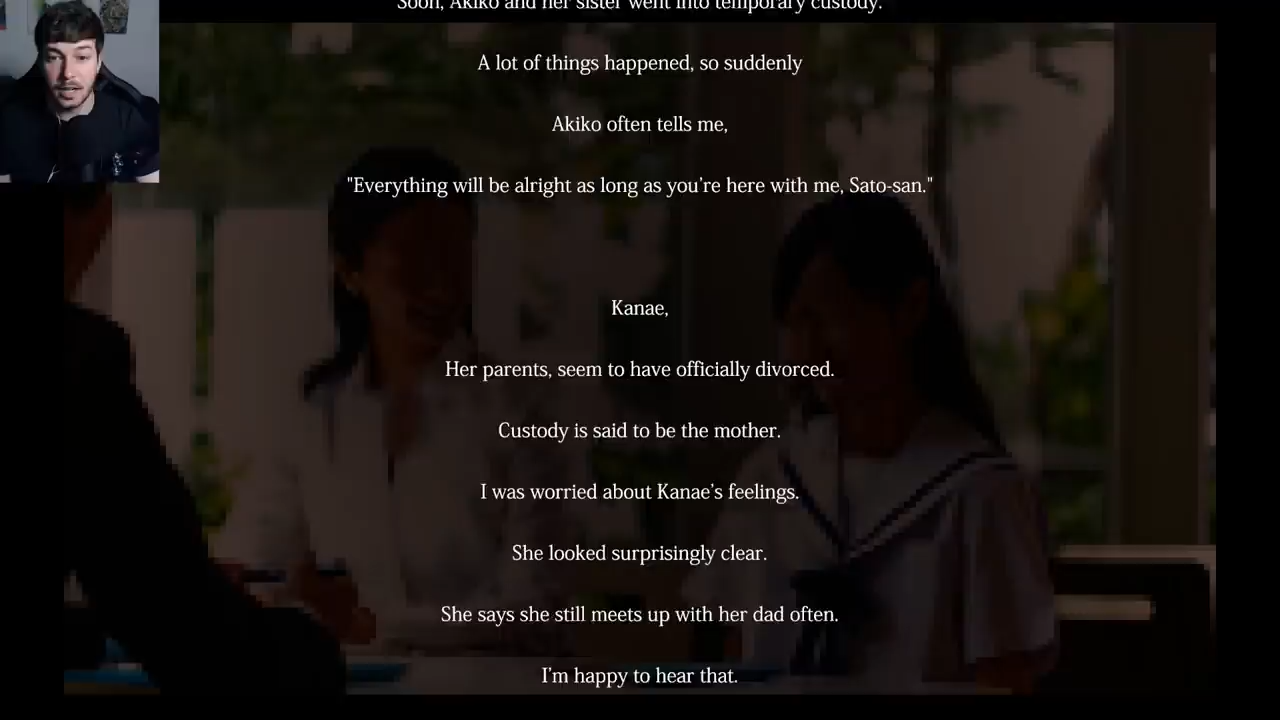 Soon, Akiko and her sister went into temporary custody.
A lot of things happened, so suddenly
Akiko often tells me,
"Everything will be alright as long as you're here with me, Sato-san."
Kanae,
Her parents, seem to have officially divorced.
Custody is said to be the mother.
I was worried about Kanae's feelings.
She looked surprisingly clear.
She says she still meets up with her dad often.
I'm happy to hear that.